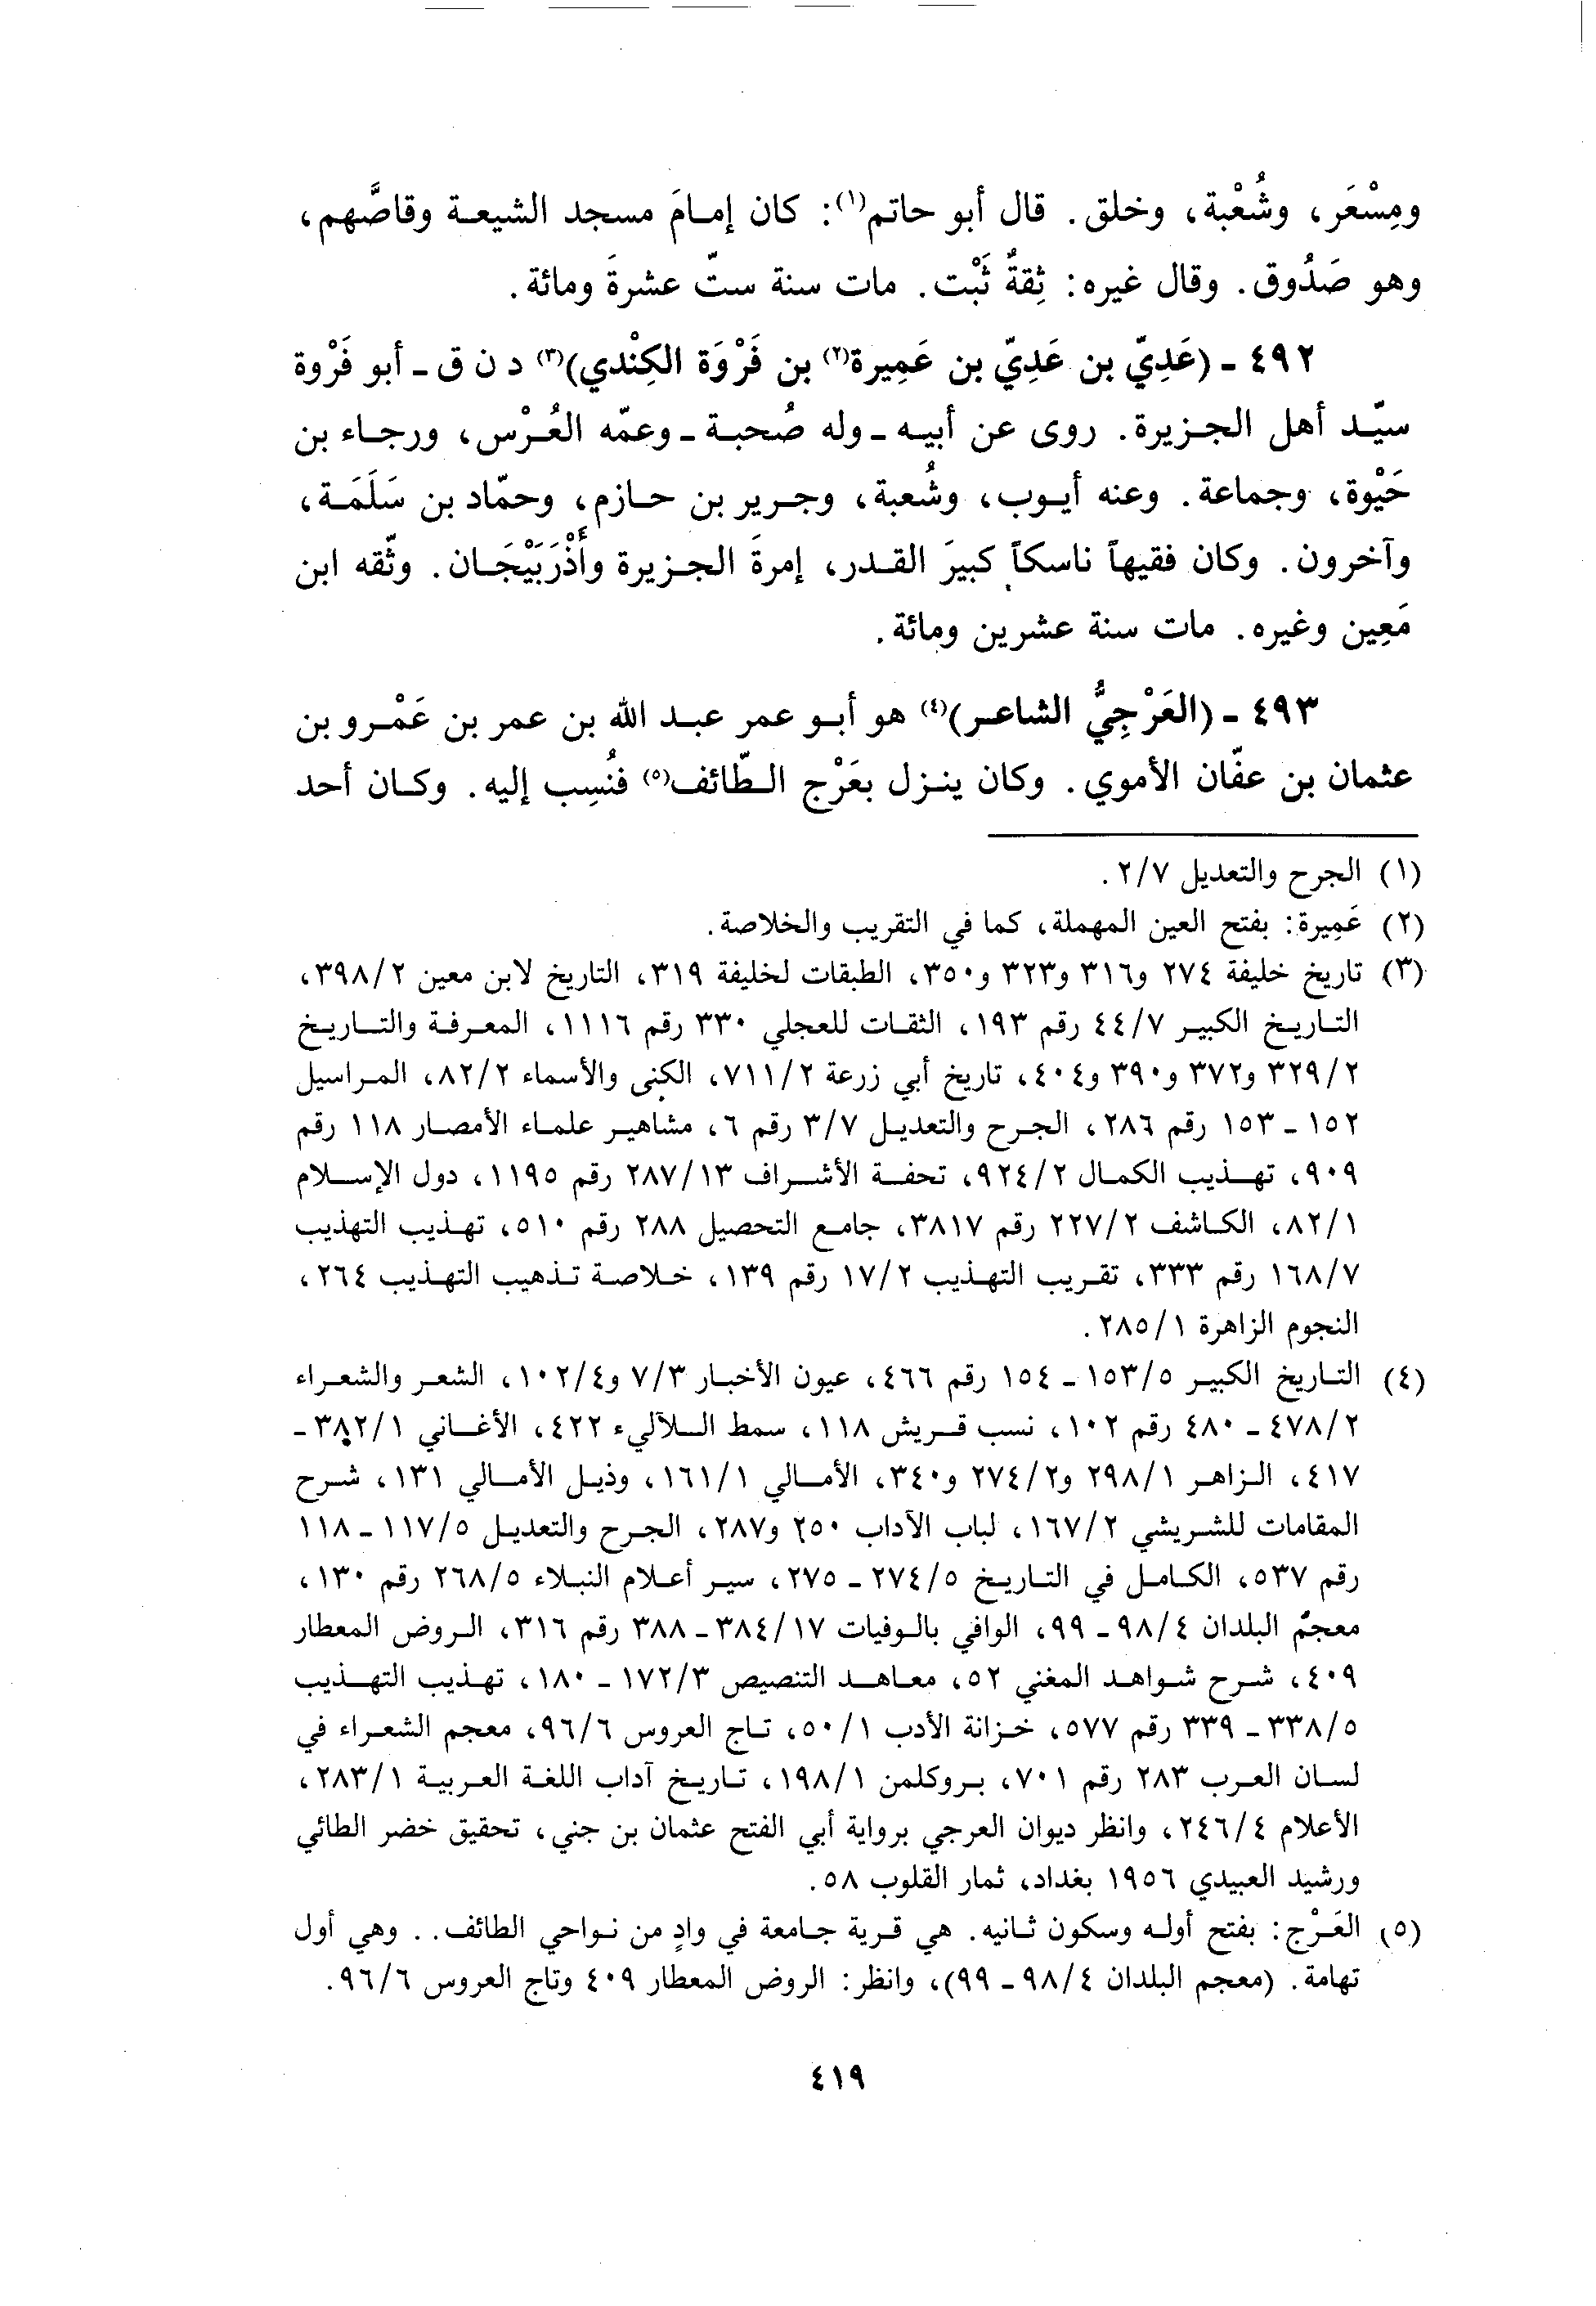 ومِسْعَر، وشُعْبة، وخلق. قال أبو حاتم(١): كان إمامَ مسجد الشيعة وقاصَّهم،
وهو صَدُوق. وقال غيره: ثِقةٌ ثَبْت. مات سنة ستّ عشرةَ ومائة.
٤٩٢ - (عَدِيّ بن عَدِيّ بن عَمِيرة(٢) بن فَرْوَة الكِنْدي)(٣) د ن ق - أبو فَرْوة
سيّد أهل الجزيرة. روى عن أبيه - وله صُحبة - وعمّه العُرْس، ورجاء بن
حَيْوة، وجماعة. وعنه أيوب، وشُعبة، وجرير بن حازم، وحمّاد بن سَلَمَة،
وآخرون. وكان فقيهاً ناسكاً كبيرَ القدر، إمرةَ الجزيرة وأَذْرَبَيْجَان. وثّقه ابن
مَعِين وغيره. مات سنة عشرين ومائة.
٤٩٣ - (العَرْجِيُّ الشاعر)(٤) هو أبو عمر عبد الله بن عمر بن عَمْرو بن
عثمان بن عفّان الأموي. وكان ينزل بعَرْج الطّائف(٥) فنُسِب إليه. وكان أحد
(١) الجرح والتعديل ٢/٧.
(٢) عَمِيرة: بفتح العين المهملة، كما في التقريب والخلاصة.
(٣) تاريخ خليفة ٢٧٤ و٣١٦ و٣٢٣ و٣٥٠، الطبقات لخليفة ٣١٩، التاريخ لابن معين ٣٩٨/٢،
التاريخ الكبير ٤٤/٧ رقم ١٩٣، الثقات للعجلي ٣٣٠ رقم ١١١٦، المعرفة والتاريخ
٣٢٩/٢ و٣٧٢ و٣٩٠ و٤٠٤، تاريخ أبي زرعة ٧١١/٢، الكنى والأسماء ٨٢/٢، المراسيل
١٥٢ - ١٥٣ رقم ٢٨٦، الجرح والتعديل ٣/٧ رقم ٦، مشاهير علماء الأمصار ١١٨ رقم
٩٠٩، تهذيب الكمال ٩٢٤/٢، تحفة الأشراف ٢٨٧/١٣ رقم ١١٩٥، دول الإسلام
٨٢/١، الكاشف ٢٢٧/٢ رقم ٣٨١٧، جامع التحصيل ٢٨٨ رقم ٥١٠، تهذيب التهذيب
١٦٨/٧ رقم ٣٣٣، تقريب التهذيب ١٧/٢ رقم ١٣٩، خلاصة تذهيب التهذيب ٢٦٤،
النجوم الزاهرة ٢٨٥/١.
(٤) التاريخ الكبير ١٥٣/٥ - ١٥٤ رقم ٤٦٦، عيون الأخبار ٧/٣ و١٠٢/٤، الشعر والشعراء
٤٧٨/٢ - ٤٨٠ رقم ١٠٢، نسب قريش ١١٨، سمط اللآليء ٤٢٢، الأغاني ٣٨٢/١ -
٤١٧، الزاهر ٢٩٨/١ و٢٧٤/٢ و٣٤٠، الأمالي ١٦١/١، وذيل الأمالي ١٣١، شرح
المقامات للشريشي ١٦٧/٢، لباب الآداب ٢٥٠ و٢٨٧، الجرح والتعديل ١١٧/٥ - ١١٨
رقم ٥٣٧، الكامل في التاريخ ٢٧٤/٥ - ٢٧٥، سير أعلام النبلاء ٢٦٨/٥ رقم ١٣٠،
معجم البلدان ٩٨/٤ - ٩٩، الوافي بالوفيات ٣٨٤/١٧ - ٣٨٨ رقم ٣١٦، الروض المعطار
٤٠٩، شرح شواهد المغني ٥٢، معاهد التنصيص ١٧٢/٣ - ١٨٠، تهذيب التهذيب
٣٣٨/٥ - ٣٣٩ رقم ٥٧٧، خزانة الأدب ٥٠/١، تاج العروس ٩٦/٦، معجم الشعراء في
لسان العرب ٢٨٣ رقم ٧٠١، بروكلمن ١٩٨/١، تاريخ آداب اللغة العربية ٢٨٣/١،
الأعلام ٢٤٦/٤، وانظر ديوان العرجي برواية أبي الفتح عثمان بن جني، تحقيق خضر الطائي
ورشيد العبيدي ١٩٥٦ بغداد، ثمار القلوب ٥٨.
(٥) العَرْج: بفتح أوله وسكون ثانيه. هي قرية جامعة في وادٍ من نواحي الطائف.. وهي أول
تهامة. (معجم البلدان ٩٨/٤ - ٩٩)، وانظر: الروض المعطار ٤٠٩ وتاج العروس ٩٦/٦.
٤١٩